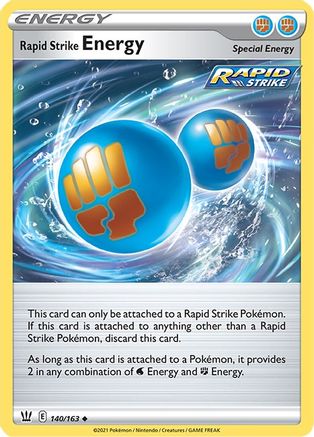 ENERGY
Rapid Strike Energy
Special Energy
RAPID
STRIKE
This card can only be attached to a Rapid Strike Pokémon.
If this card is attached to anything other than a Rapid
Strike Pokémon, discard this card.
As long as this card is attached to a Pokémon, it provides
2 in any combination of Energy and Energy.
E 140/163
©2021 Pokémon / Nintendo / Creatures / GAME FREAK